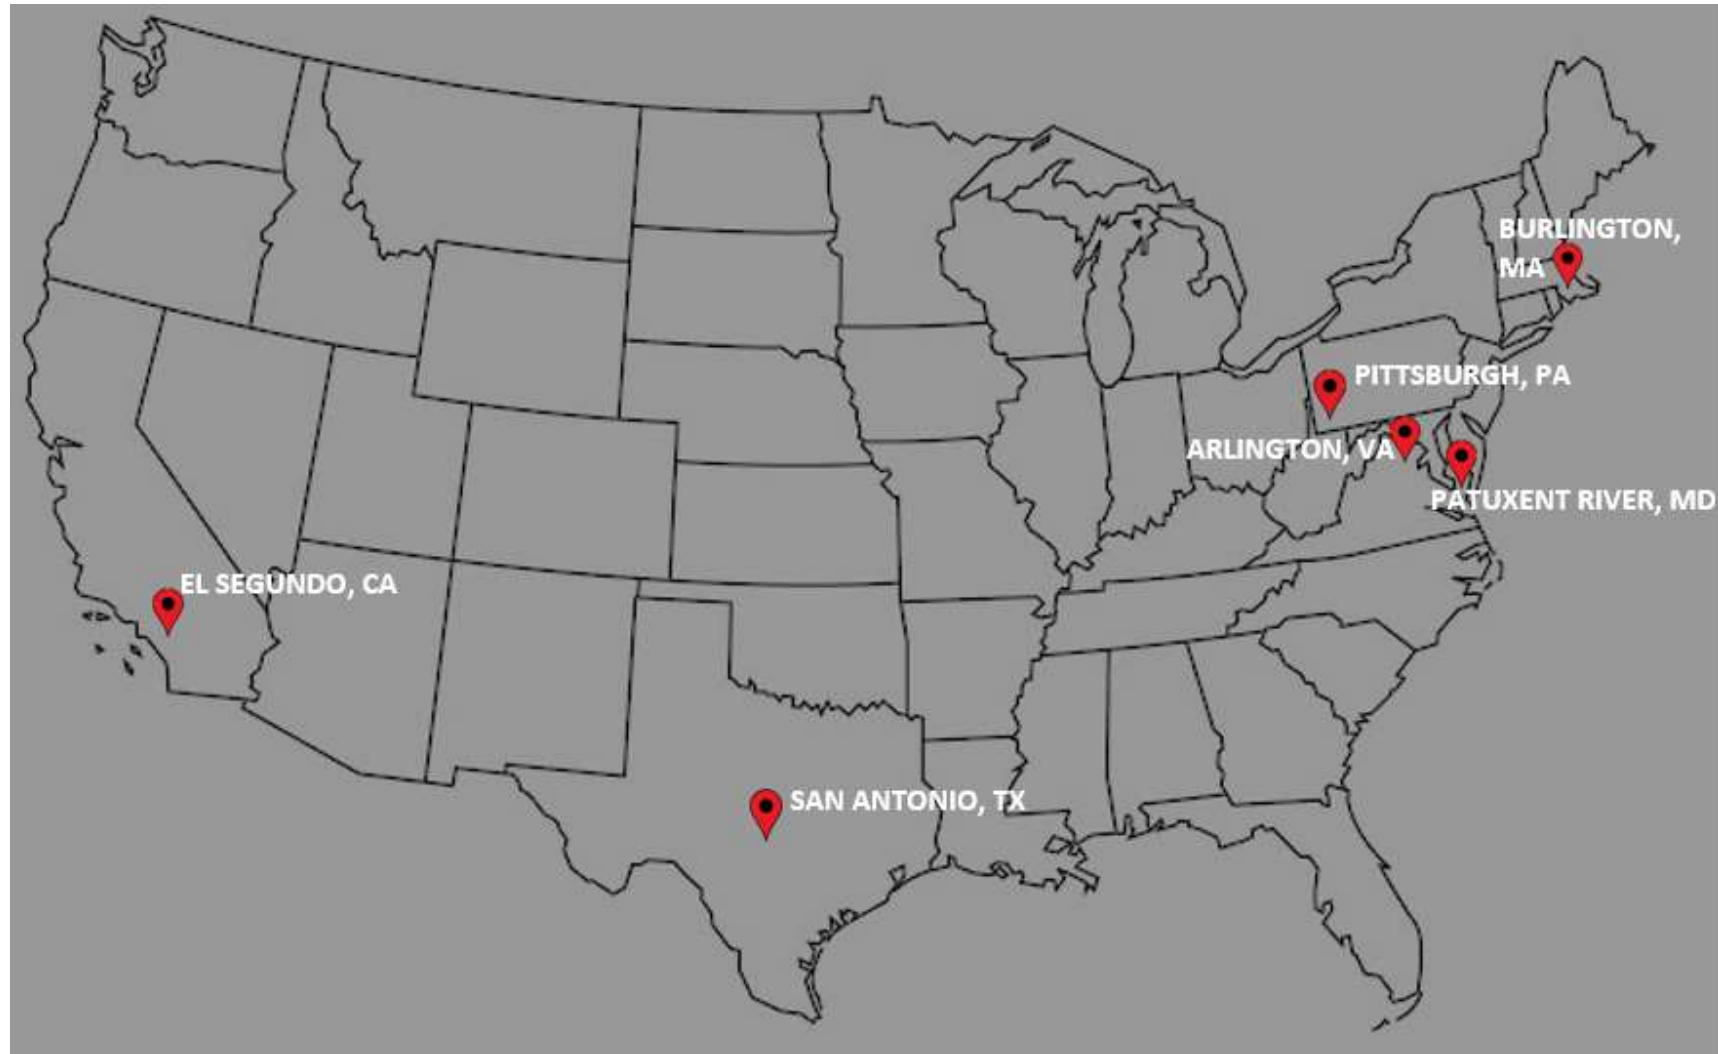 BURLINGTON,
MA
PITTSBURGH, PA
ARLINGTON, VA
PATUXENT RIVER, MD
EL SEGUNDO, CA
SAN ANTONIO, TX